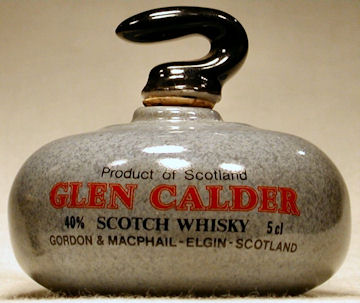 Product of Scotland
GLEN CALDER
40% SCOTCH WHISKY 5 cl
GORDON & MACPHAIL - ELGIN - SCOTLAND